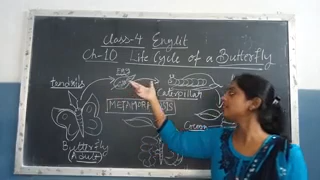 Class-4 Englit
Ch-10 Life Cycle of a Butterfly
Egg
tendrils
Caterpillar
METAMORPHOSIS
Cocoon
Butterfly
Adult